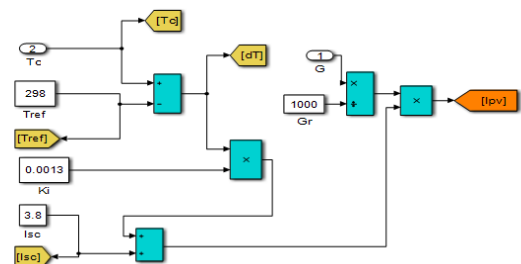 [Tc]
2
Tc
[dT]
1
G
298
Tref
1000
Gr
[Ipv]
[Tref]
0.0013
Ki
3.8
Isc
[Isc]